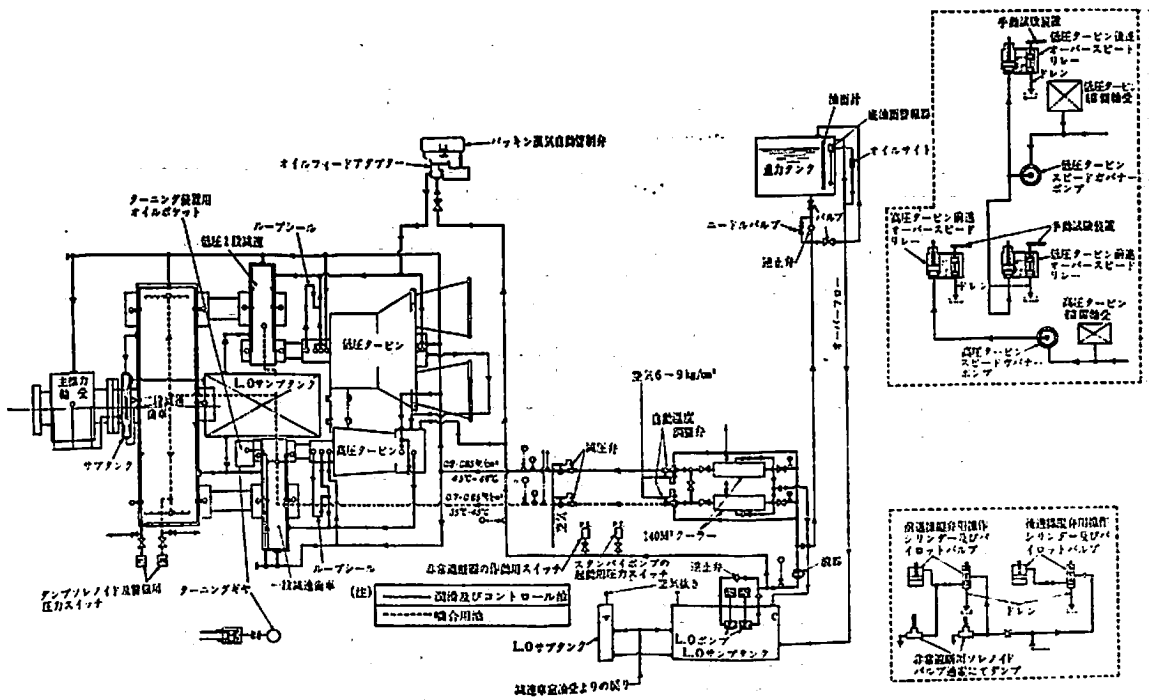 パッキン蒸気自動管制弁
オイルフィードアダプター
ターニング装置用
オイルポケット
ループシール
低圧1段減速
低圧タービン
主推力
軸受
二段減速
歯車
L.Oサンプタンク
サブタンク
高圧タービン
ダンプソレノイド及警報用
圧力スイッチ
ターニングギヤ
一段減速歯車
ループシール
(注)
潤滑及びコントロール油
噛合用油
油面計
低油面警報器
オイルサイト
重力タンク
バルブ
ニードルバルブ
逆止弁
オーバーフロー
空気6~9kg/cm²
自動温度
調整弁
調圧弁
35℃-45℃
空気
140M²クーラー
非常遮断器の作動用スイッチ
スタンバイポンプの
起動用圧力スイッチ
空気抜き
逆止弁
L.Oサブタンク
L.Oポンプ
L.Oサンプタンク
減速車室油受よりの戻り
手動試験装置
低圧タービン後進
オーバースピード
リレー
ドレン
低圧タービン
低圧タービン
スピードガバナー
ポンプ
高圧タービン前進
オーバースピード
リレー
手動試験装置
低圧タービン前進
オーバースピード
リレー
ドレン
高圧タービン
高圧タービン
スピードガバナー
ポンプ
前進操縦弁用操作
シリンダー及びパ
イロットバルブ
後進操縦弁用操作
シリンダー及びパ
イロットバルブ
ドレン
非常遮断用ソレノイド
バルブ過電にてダンプ